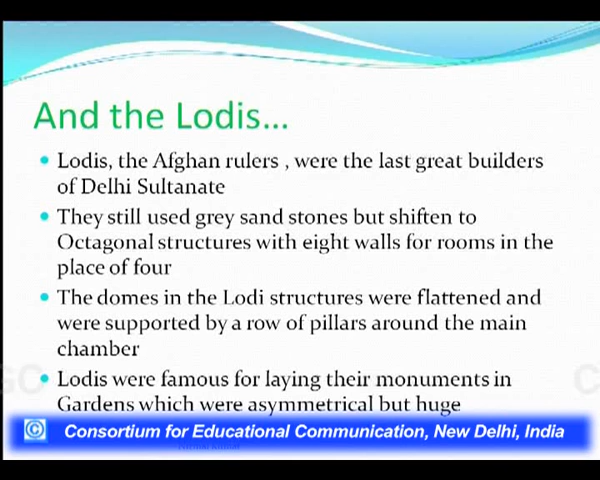 And the Lodis...
Lodis, the Afghan rulers , were the last great builders
of Delhi Sultanate
They still used grey sand stones but shiften to
Octagonal structures with eight walls for rooms in the
place of four
The domes in the Lodi structures were flattened and
were supported by a row of pillars around the main
chamber
Lodis were famous for laying their monuments in
Gardens which were asymmetrical but huge
© Consortium for Educational Communication, New Delhi, India